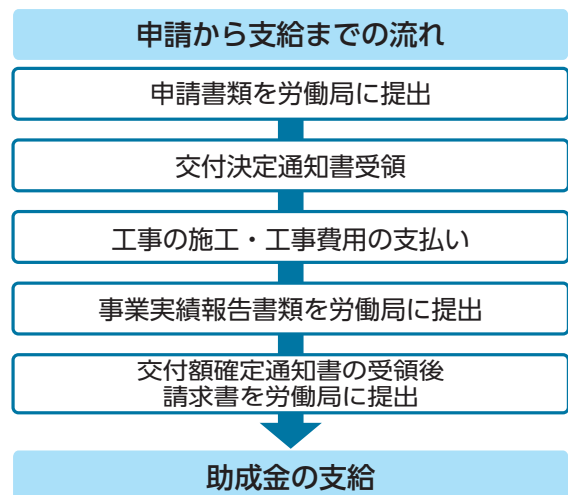 申請から支給までの流れ
申請書類を労働局に提出
交付決定通知書受領
工事の施工・工事費用の支払い
事業実績報告書類を労働局に提出
交付額確定通知書の受領後
請求書を労働局に提出
助成金の支給